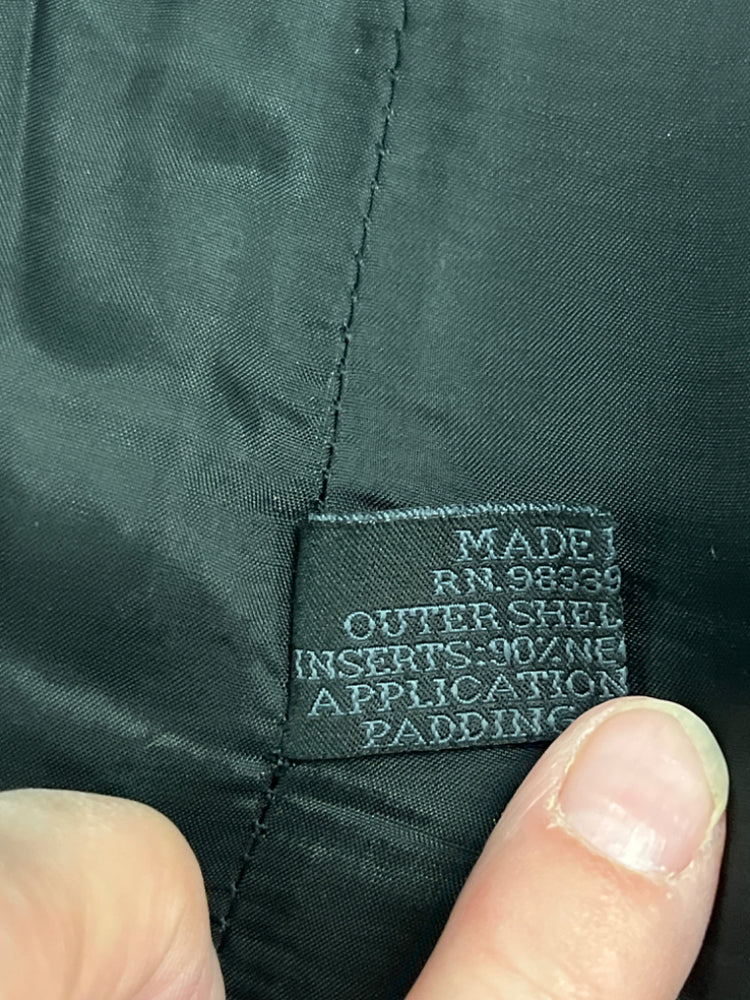 MADE I
RN.98339
OUTER SHEL
INSERTS:90%NE
APPLICATION
PADDING